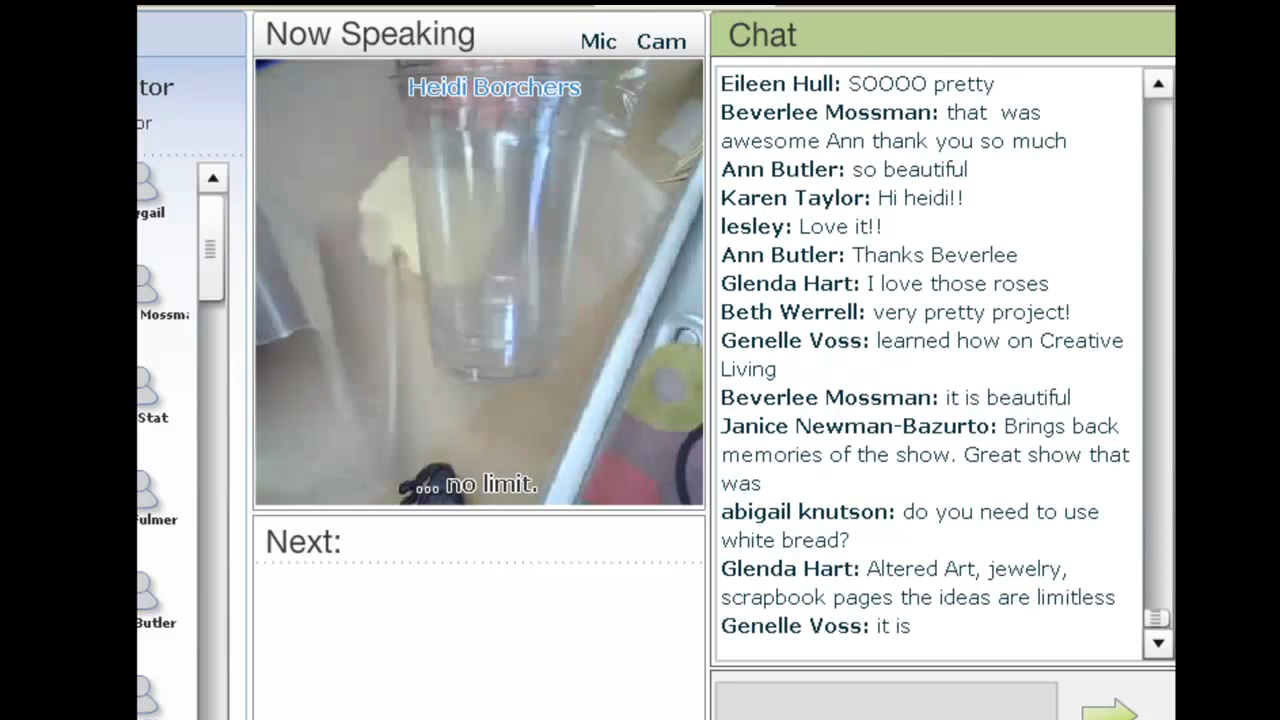 tor
or
gail
Mossma
Stat
ulmer
Butler
Now Speaking
Mic Cam
Heidi Borchers
... no limit.
Next:
Chat
Eileen Hull: SOOOO pretty
Beverlee Mossman: that was
awesome Ann thank you so much
Ann Butler: so beautiful
Karen Taylor: Hi heidi!!
lesley: Love it!!
Ann Butler: Thanks Beverlee
Glenda Hart: I love those roses
Beth Werrell: very pretty project!
Genelle Voss: learned how on Creative
Living
Beverlee Mossman: it is beautiful
Janice Newman-Bazurto: Brings back
memories of the show. Great show that
was
abigail knutson: do you need to use
white bread?
Glenda Hart: Altered Art, jewelry,
scrapbook pages the ideas are limitless
Genelle Voss: it is